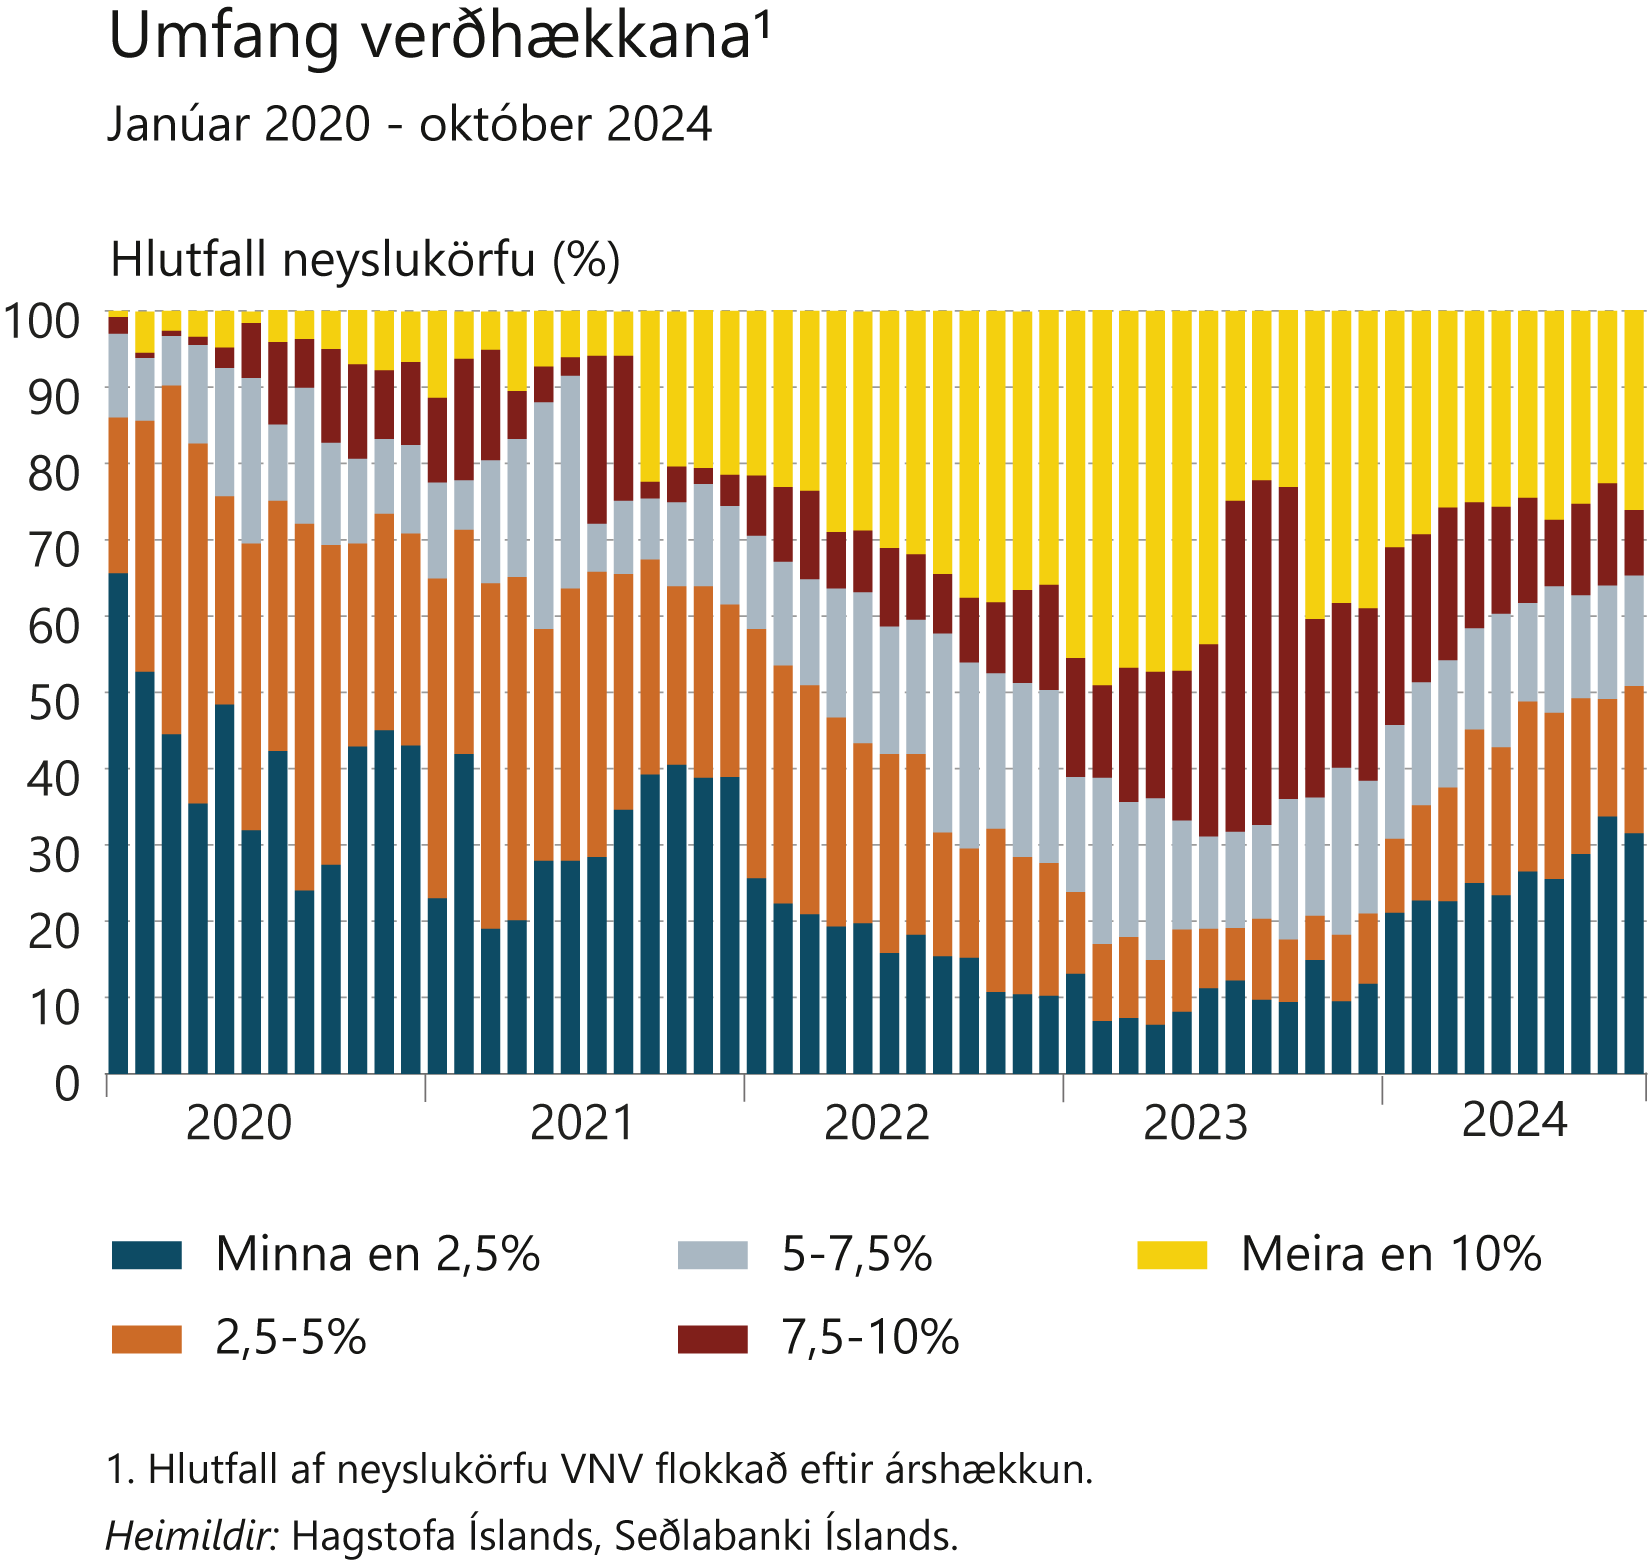 Umfang verðhækkana¹
Janúar 2020 - október 2024
Hlutfall neyslukörfu (%)
100
90
80
70
60
50
40
30
20
10
0
2020 2021 2022 2023 2024
Minna en 2,5% 5-7,5% Meira en 10%
2,5-5% 7,5-10%
1. Hlutfall af neyslukörfu VNV flokkað eftir árshækkun.
Heimildir: Hagstofa Íslands, Seðlabanki Íslands.